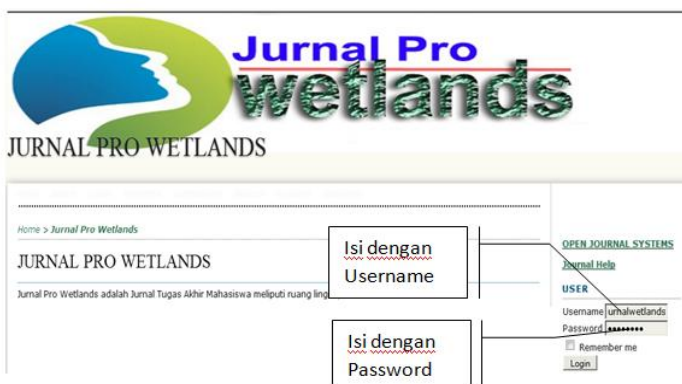 Jurnal Pro
wetlands
JURNAL PRO WETLANDS
Home > Jurnal Pro Wetlands
JURNAL PRO WETLANDS
Jurnal Pro Wetlands adalah Jurnal Tugas Akhir Mahasiswa meliputi ruang
Isi dengan
Username
Isi dengan
Password
OPEN JOURNAL SYSTEMS
Journal Help
USER
Username urnalwetlands
Password ••••••••
Remember me
Login